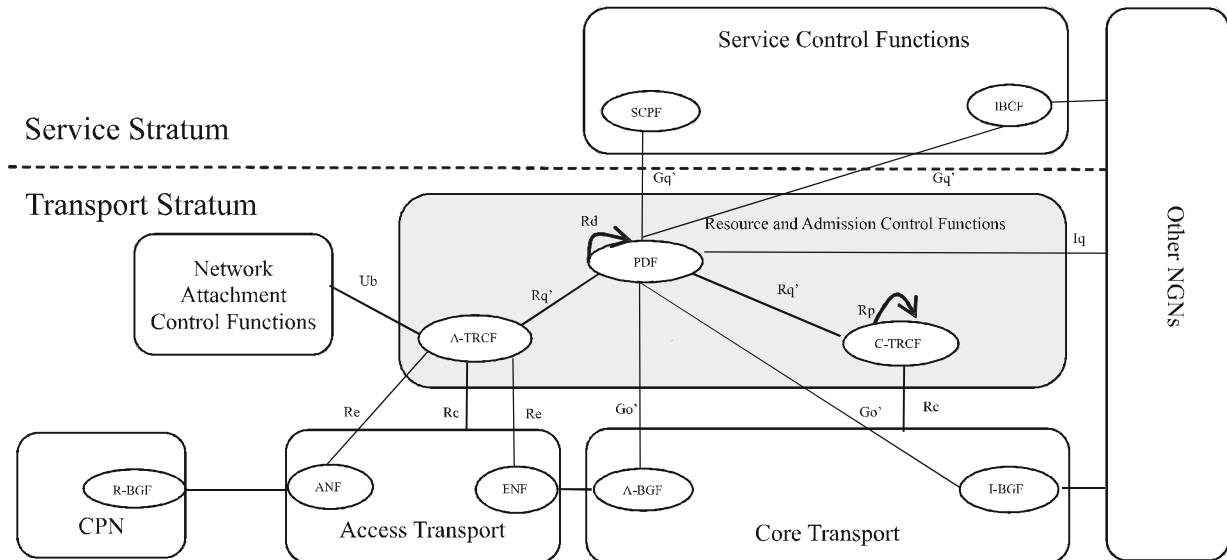 Service Control Functions
SCPF
IBCF
Service Stratum
Gq’
Gq’
Transport Stratum
Rd
Resource and Admission Control Functions
Iq
PDF
Network
Attachment
Control Functions
Ub
Rq’
Rq’
Rp
A-TRCF
C-TRCF
Other NGNs
Re
Rc
Re
Go’
Go’
Rc
R-BGF
ANF
ENF
A-BGF
I-BGF
CPN
Access Transport
Core Transport